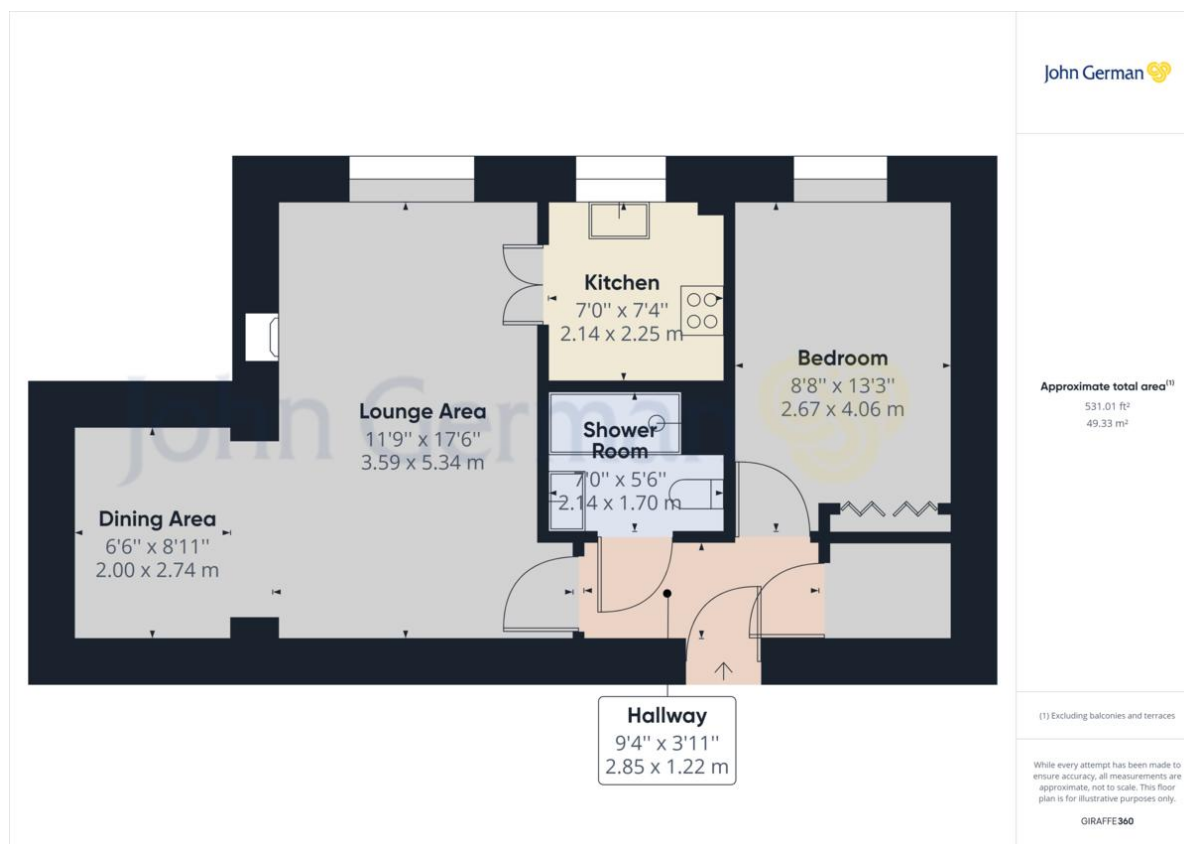 John German
Kitchen
7'0'' x 7'4''
2.14 x 2.25 m
Bedroom
8'8'' x 13'3''
2.67 x 4.06 m
Lounge Area
11'9'' x 17'6''
3.59 x 5.34 m
John German
Shower
Room
7'0'' x 5'6''
2.14 x 1.70 m
Dining Area
6'6'' x 8'11''
2.00 x 2.74 m
Hallway
9'4'' x 3'11''
2.85 x 1.22 m
Approximate total area(1)
531.01 ft²
49.33 m²
(1) Excluding balconies and terraces
While every attempt has been made to
ensure accuracy, all measurements are
approximate, not to scale. This floor
plan is for illustrative purposes only.
GIRAFFE360